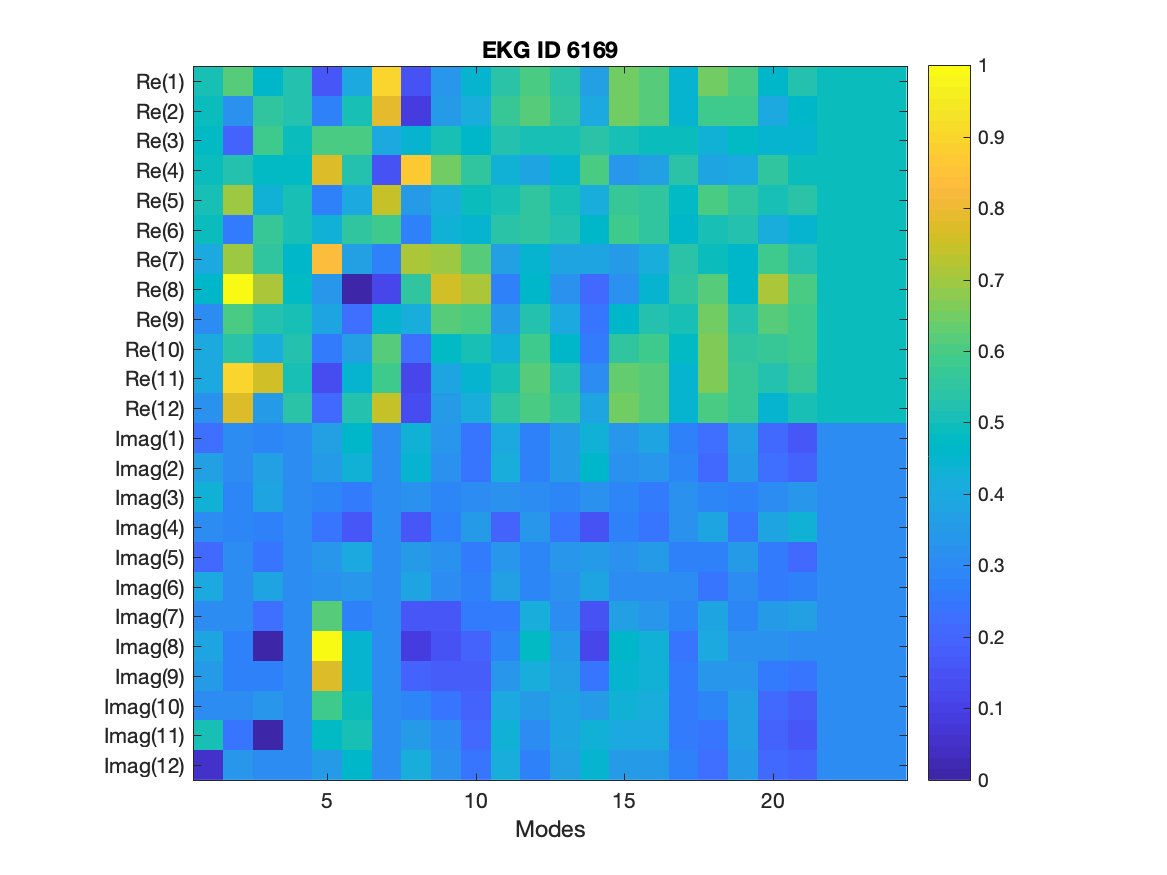 EKG ID 6169
Re(1)
Re(2)
Re(3)
Re(4)
Re(5)
Re(6)
Re(7)
Re(8)
Re(9)
Re(10)
Re(11)
Re(12)
Imag(1)
Imag(2)
Imag(3)
Imag(4)
Imag(5)
Imag(6)
Imag(7)
Imag(8)
Imag(9)
Imag(10)
Imag(11)
Imag(12)
5 10 15 20
Modes
1
0.9
0.8
0.7
0.6
0.5
0.4
0.3
0.2
0.1
0